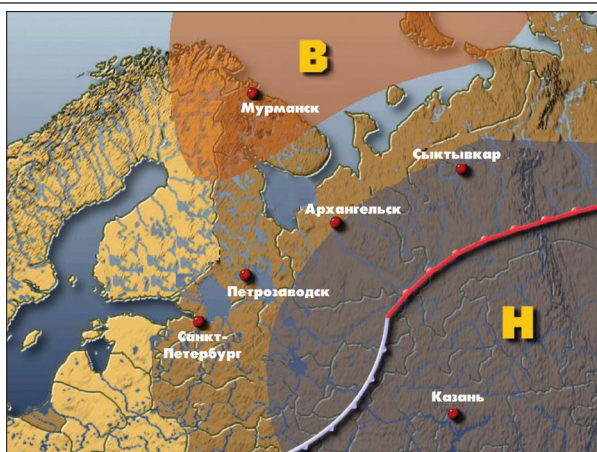 В
Мурманск
Сыктывкар
Архангельск
Петрозаводск
Санкт-
Петербург
Н
Казань